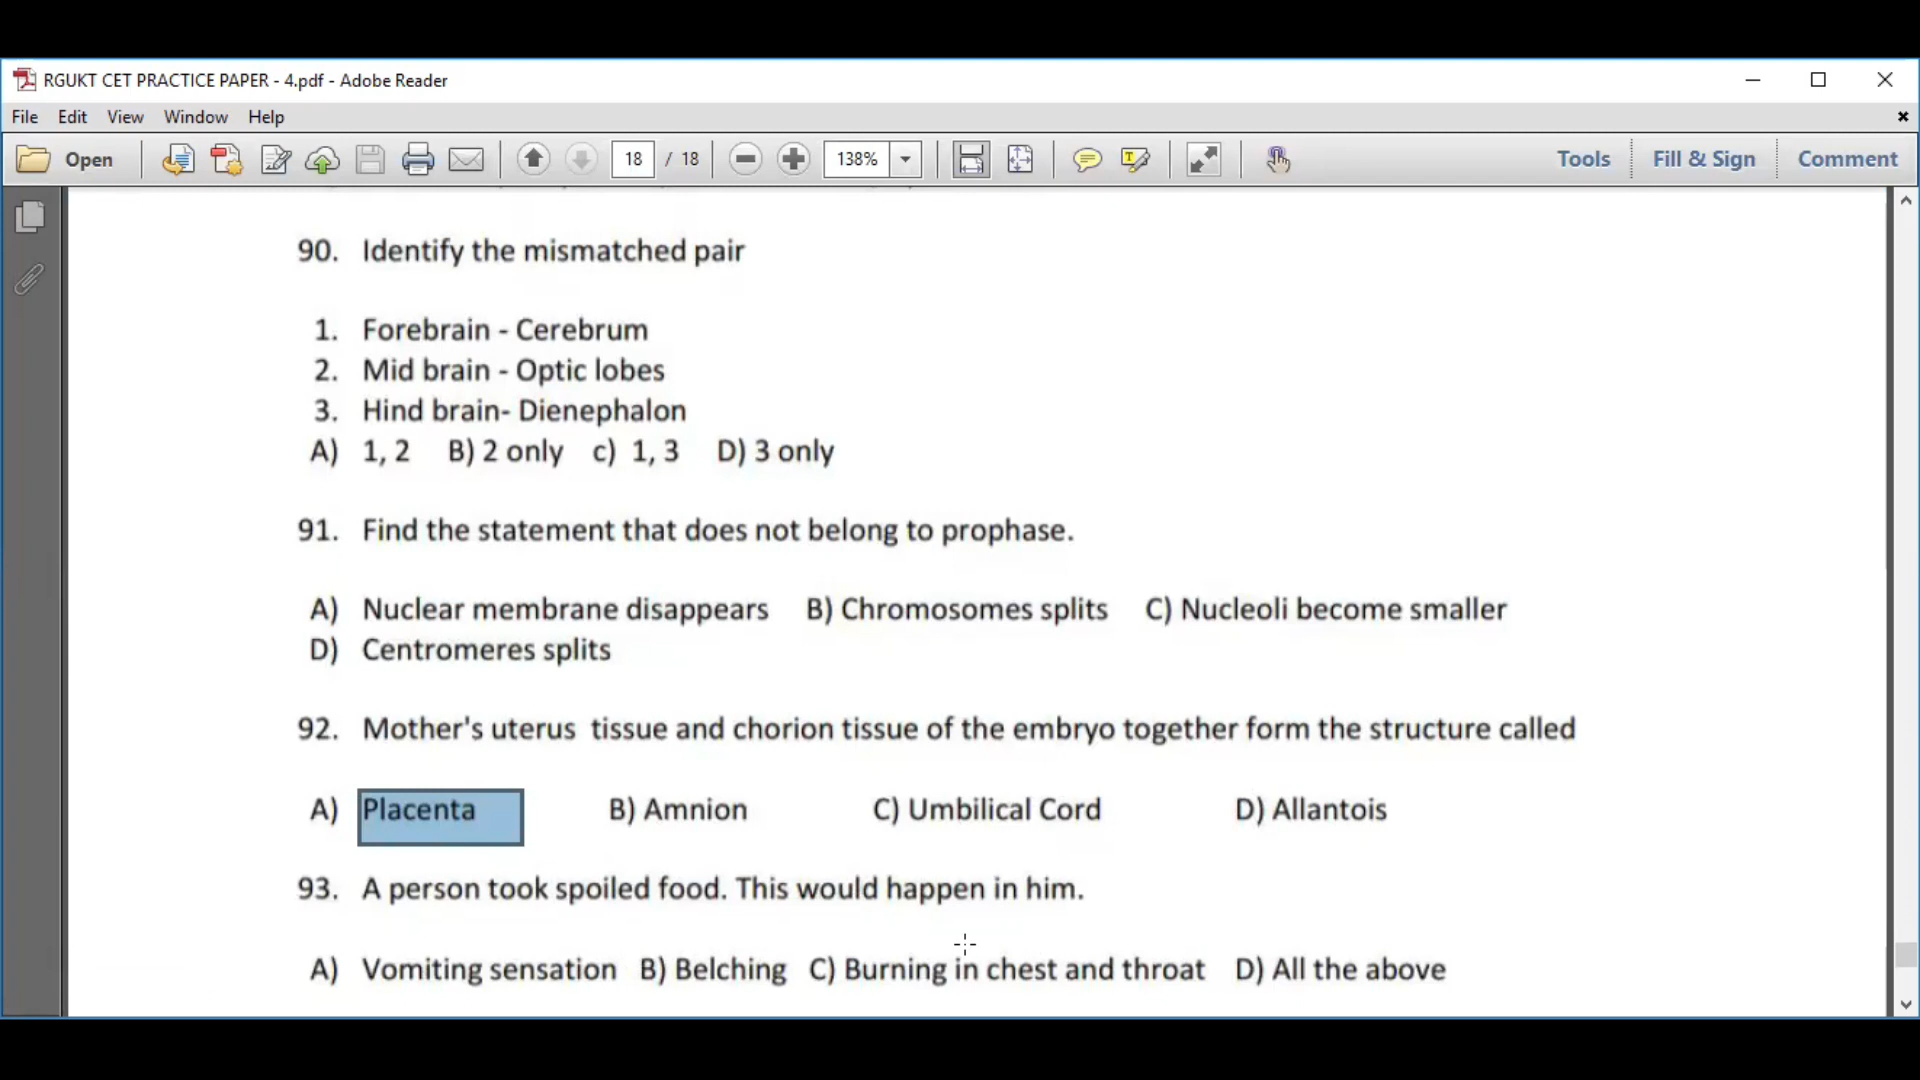 RGUKT CET PRACTICE PAPER - 4.pdf - Adobe Reader
File Edit View Window Help
Open 18 / 18 138% Tools Fill & Sign Comment
90. Identify the mismatched pair
1. Forebrain - Cerebrum
2. Mid brain - Optic lobes
3. Hind brain- Dienephalon
A) 1, 2 B) 2 only c) 1, 3 D) 3 only
91. Find the statement that does not belong to prophase.
A) Nuclear membrane disappears B) Chromosomes splits C) Nucleoli become smaller
D) Centromeres splits
92. Mother's uterus tissue and chorion tissue of the embryo together form the structure called
A) Placenta B) Amnion C) Umbilical Cord D) Allantois
93. A person took spoiled food. This would happen in him.
A) Vomiting sensation B) Belching C) Burning in chest and throat D) All the above